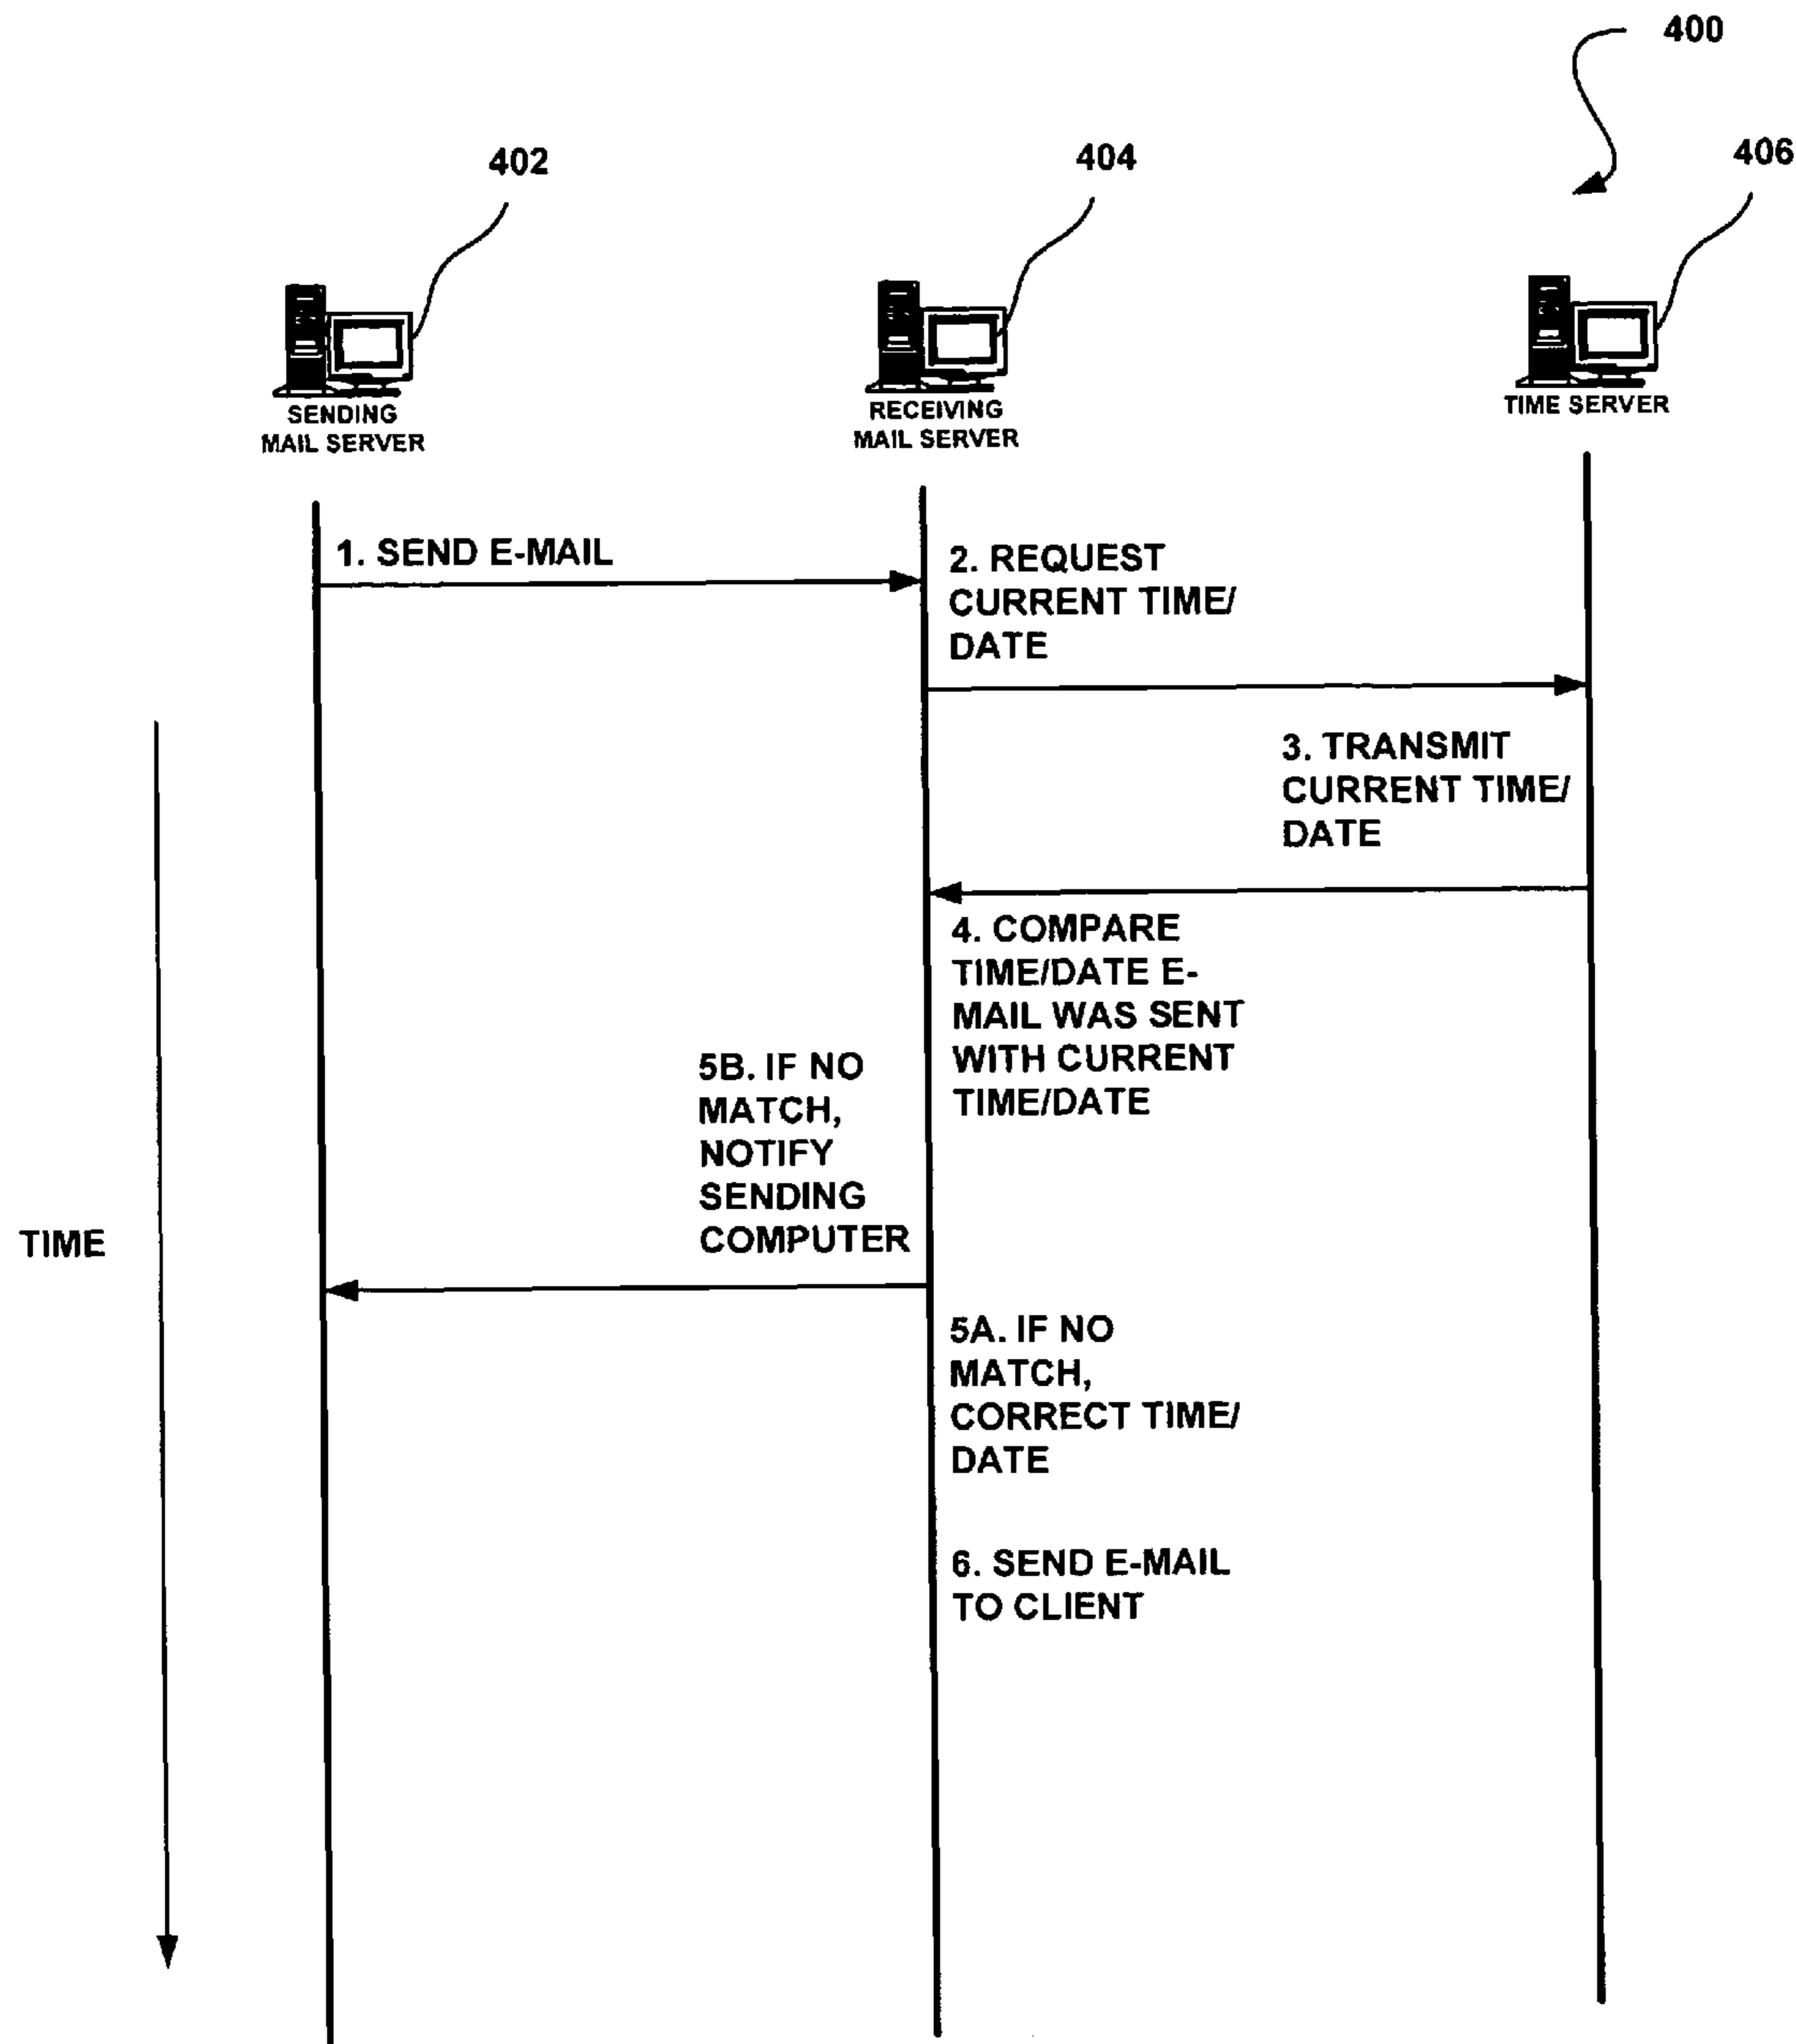 400
402
404
406
SENDING
MAIL SERVER
RECEIVING
MAIL SERVER
TIME SERVER
1. SEND E-MAIL
2. REQUEST
CURRENT TIME/
DATE
3. TRANSMIT
CURRENT TIME/
DATE
4. COMPARE
TIME/DATE E-
MAIL WAS SENT
WITH CURRENT
TIME/DATE
5B. IF NO
MATCH,
NOTIFY
SENDING
COMPUTER
TIME
5A. IF NO
MATCH,
CORRECT TIME/
DATE
6. SEND E-MAIL
TO CLIENT